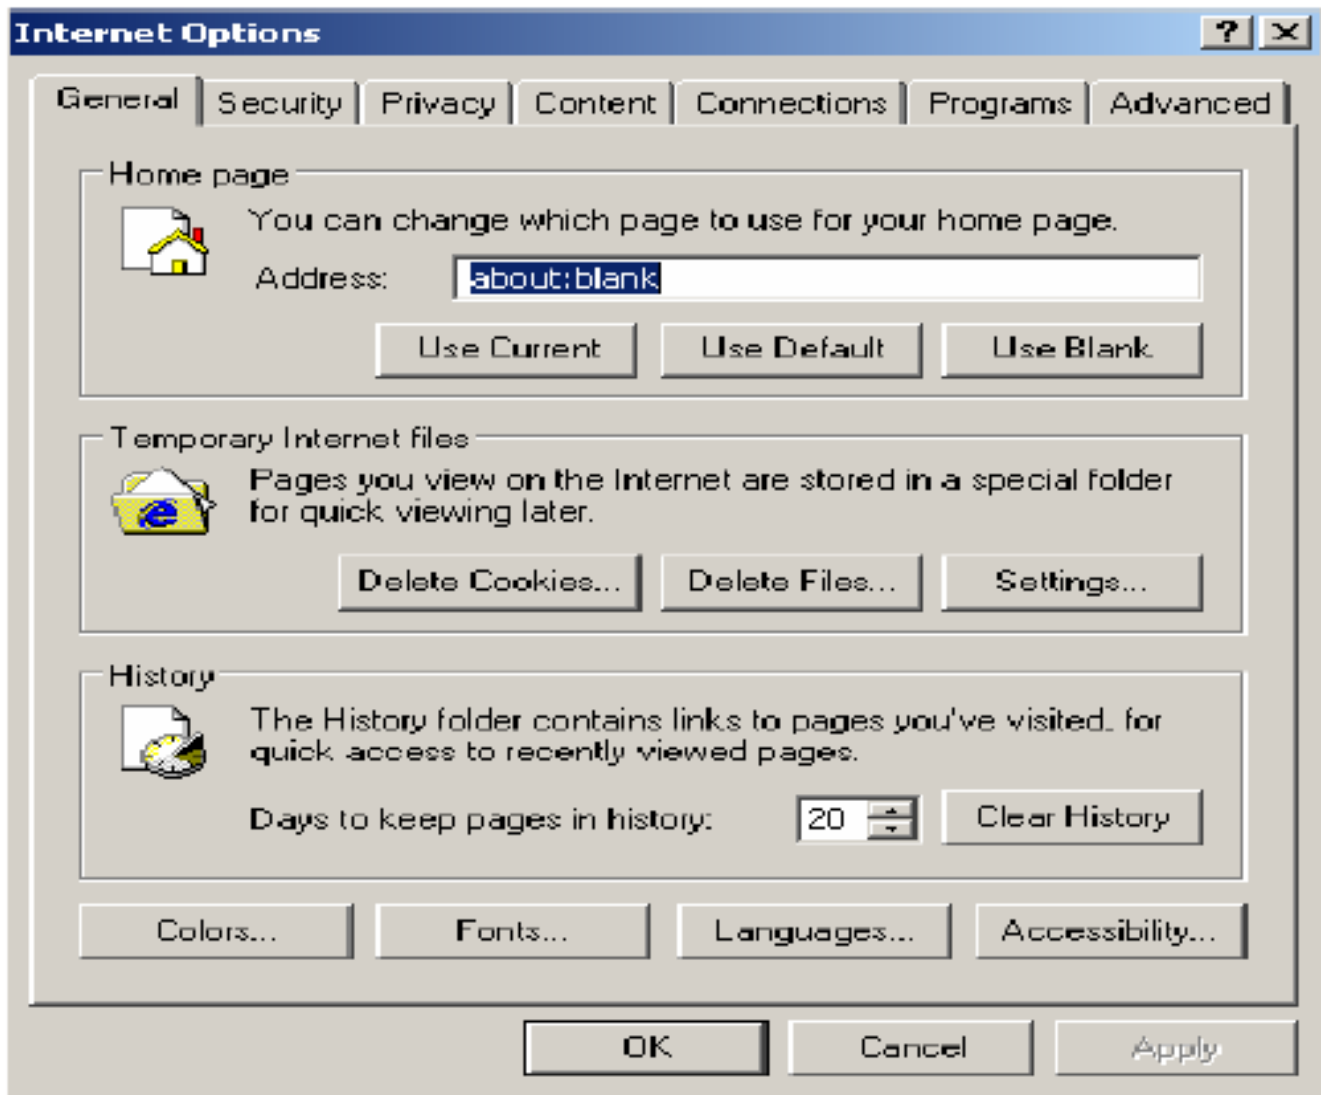 Internet Options
General Security Privacy Content Connections Programs Advanced
Home page
You can change which page to use for your home page.
Address: about:blank
Use Current Use Default Use Blank
Temporary Internet files
Pages you view on the Internet are stored in a special folder
for quick viewing later.
Delete Cookies... Delete Files... Settings...
History
The History folder contains links to pages you've visited, for
quick access to recently viewed pages.
Days to keep pages in history: 20 Clear History
Colors... Fonts... Languages... Accessibility...
OK Cancel Apply